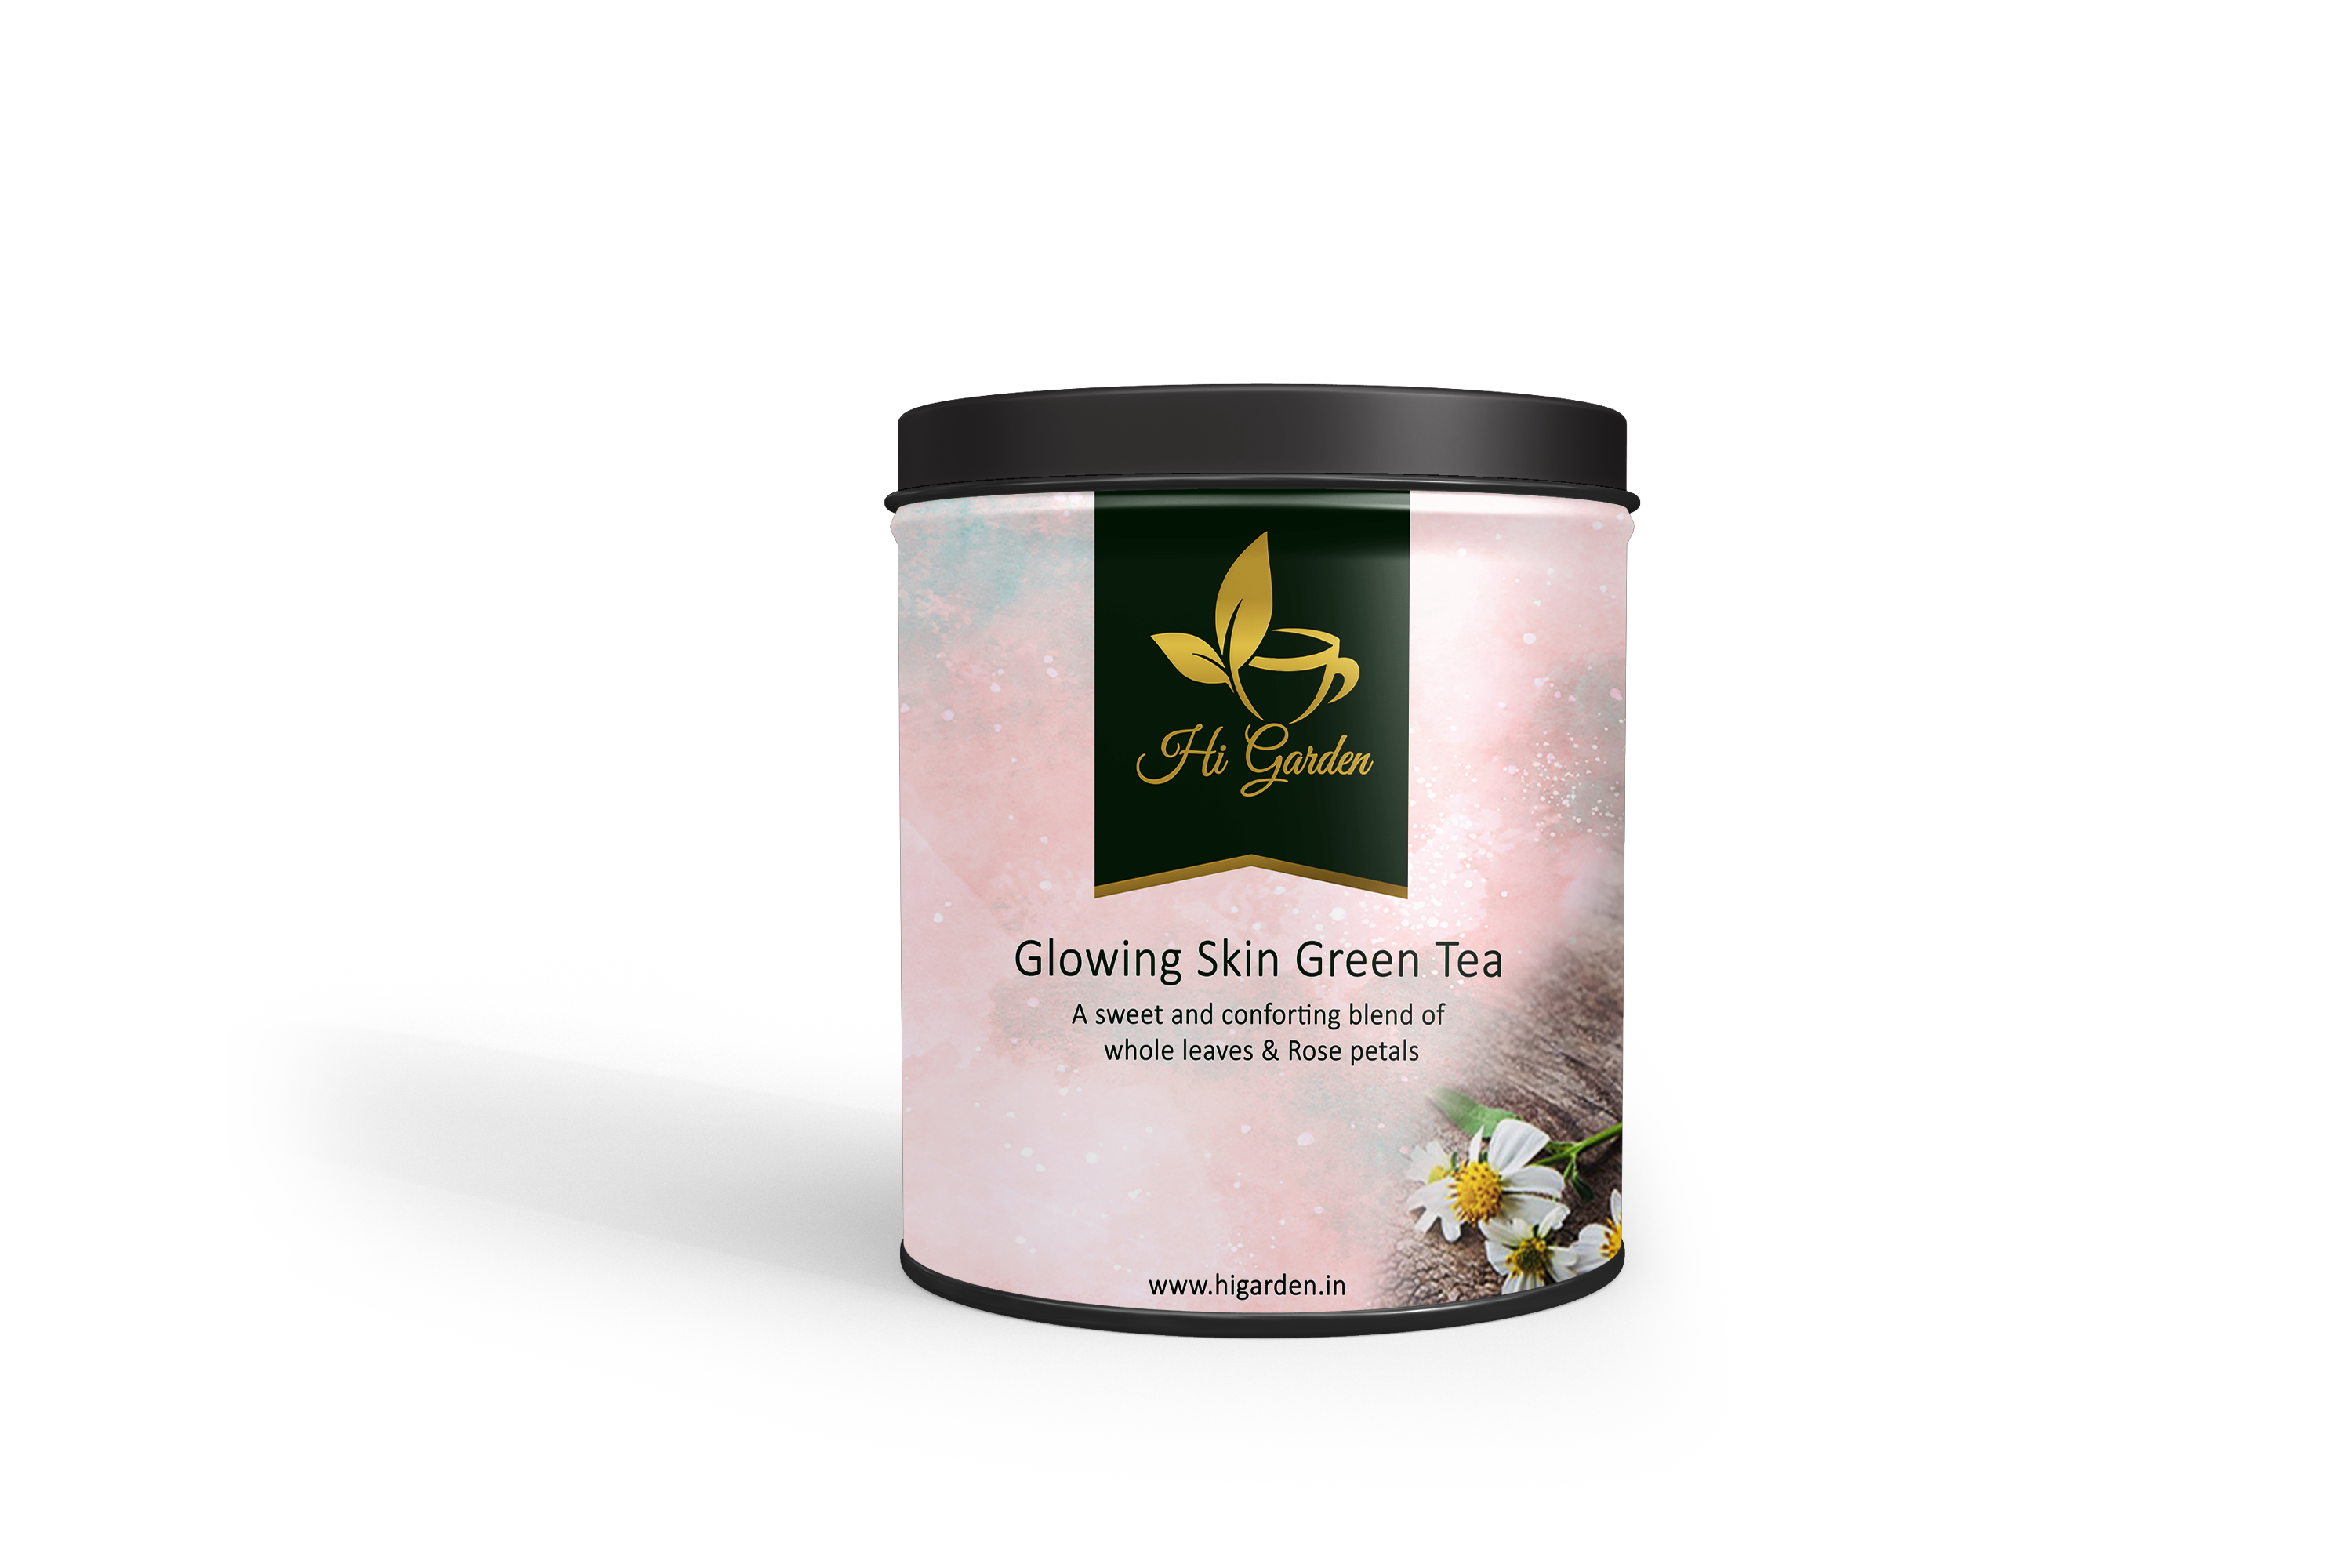 Hi Garden
Glowing Skin Green Tea
A sweet and conforting blend of
whole leaves & Rose petals
www.higarden.in